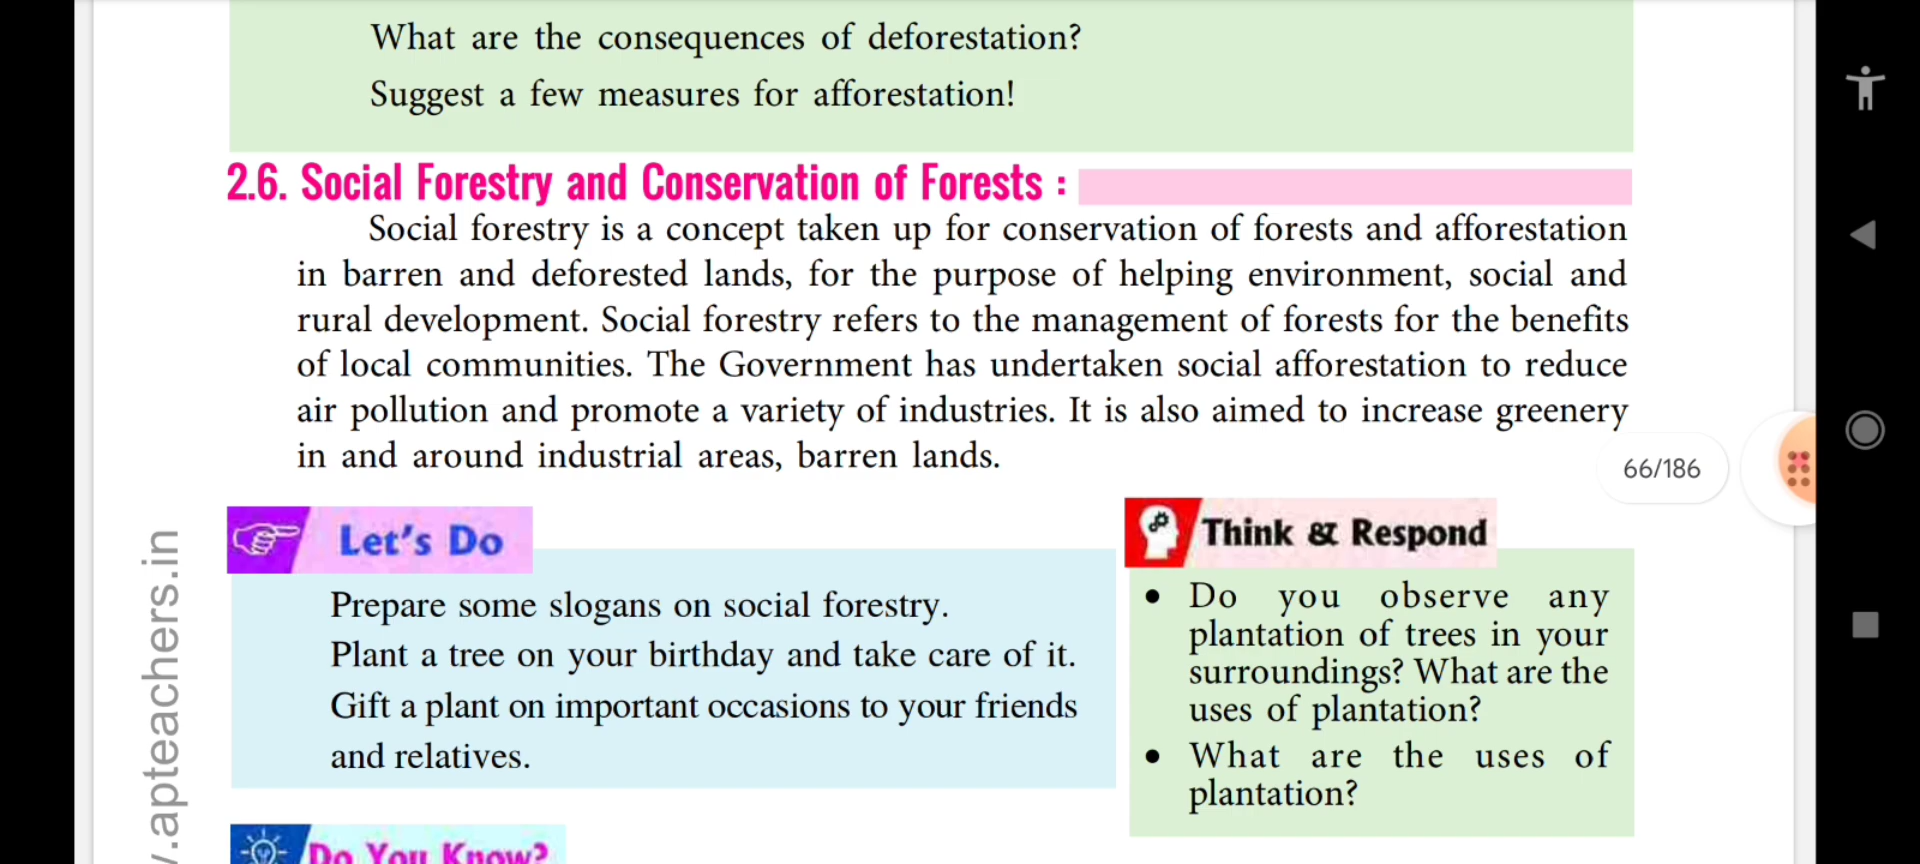 What are the consequences of deforestation?
Suggest a few measures for afforestation!
2.6. Social Forestry and Conservation of Forests :
Social forestry is a concept taken up for conservation of forests and afforestation
in barren and deforested lands, for the purpose of helping environment, social and
rural development. Social forestry refers to the management of forests for the benefits
of local communities. The Government has undertaken social afforestation to reduce
air pollution and promote a variety of industries. It is also aimed to increase greenery
in and around industrial areas, barren lands.
66/186
Let's Do
Prepare some slogans on social forestry.
Plant a tree on your birthday and take care of it.
Gift a plant on important occasions to your friends
and relatives.
Think & Respond
• Do you observe any
plantation of trees in your
surroundings? What are the
uses of plantation?
• What are the uses of
plantation?
Do You Know?
.apteachers.in